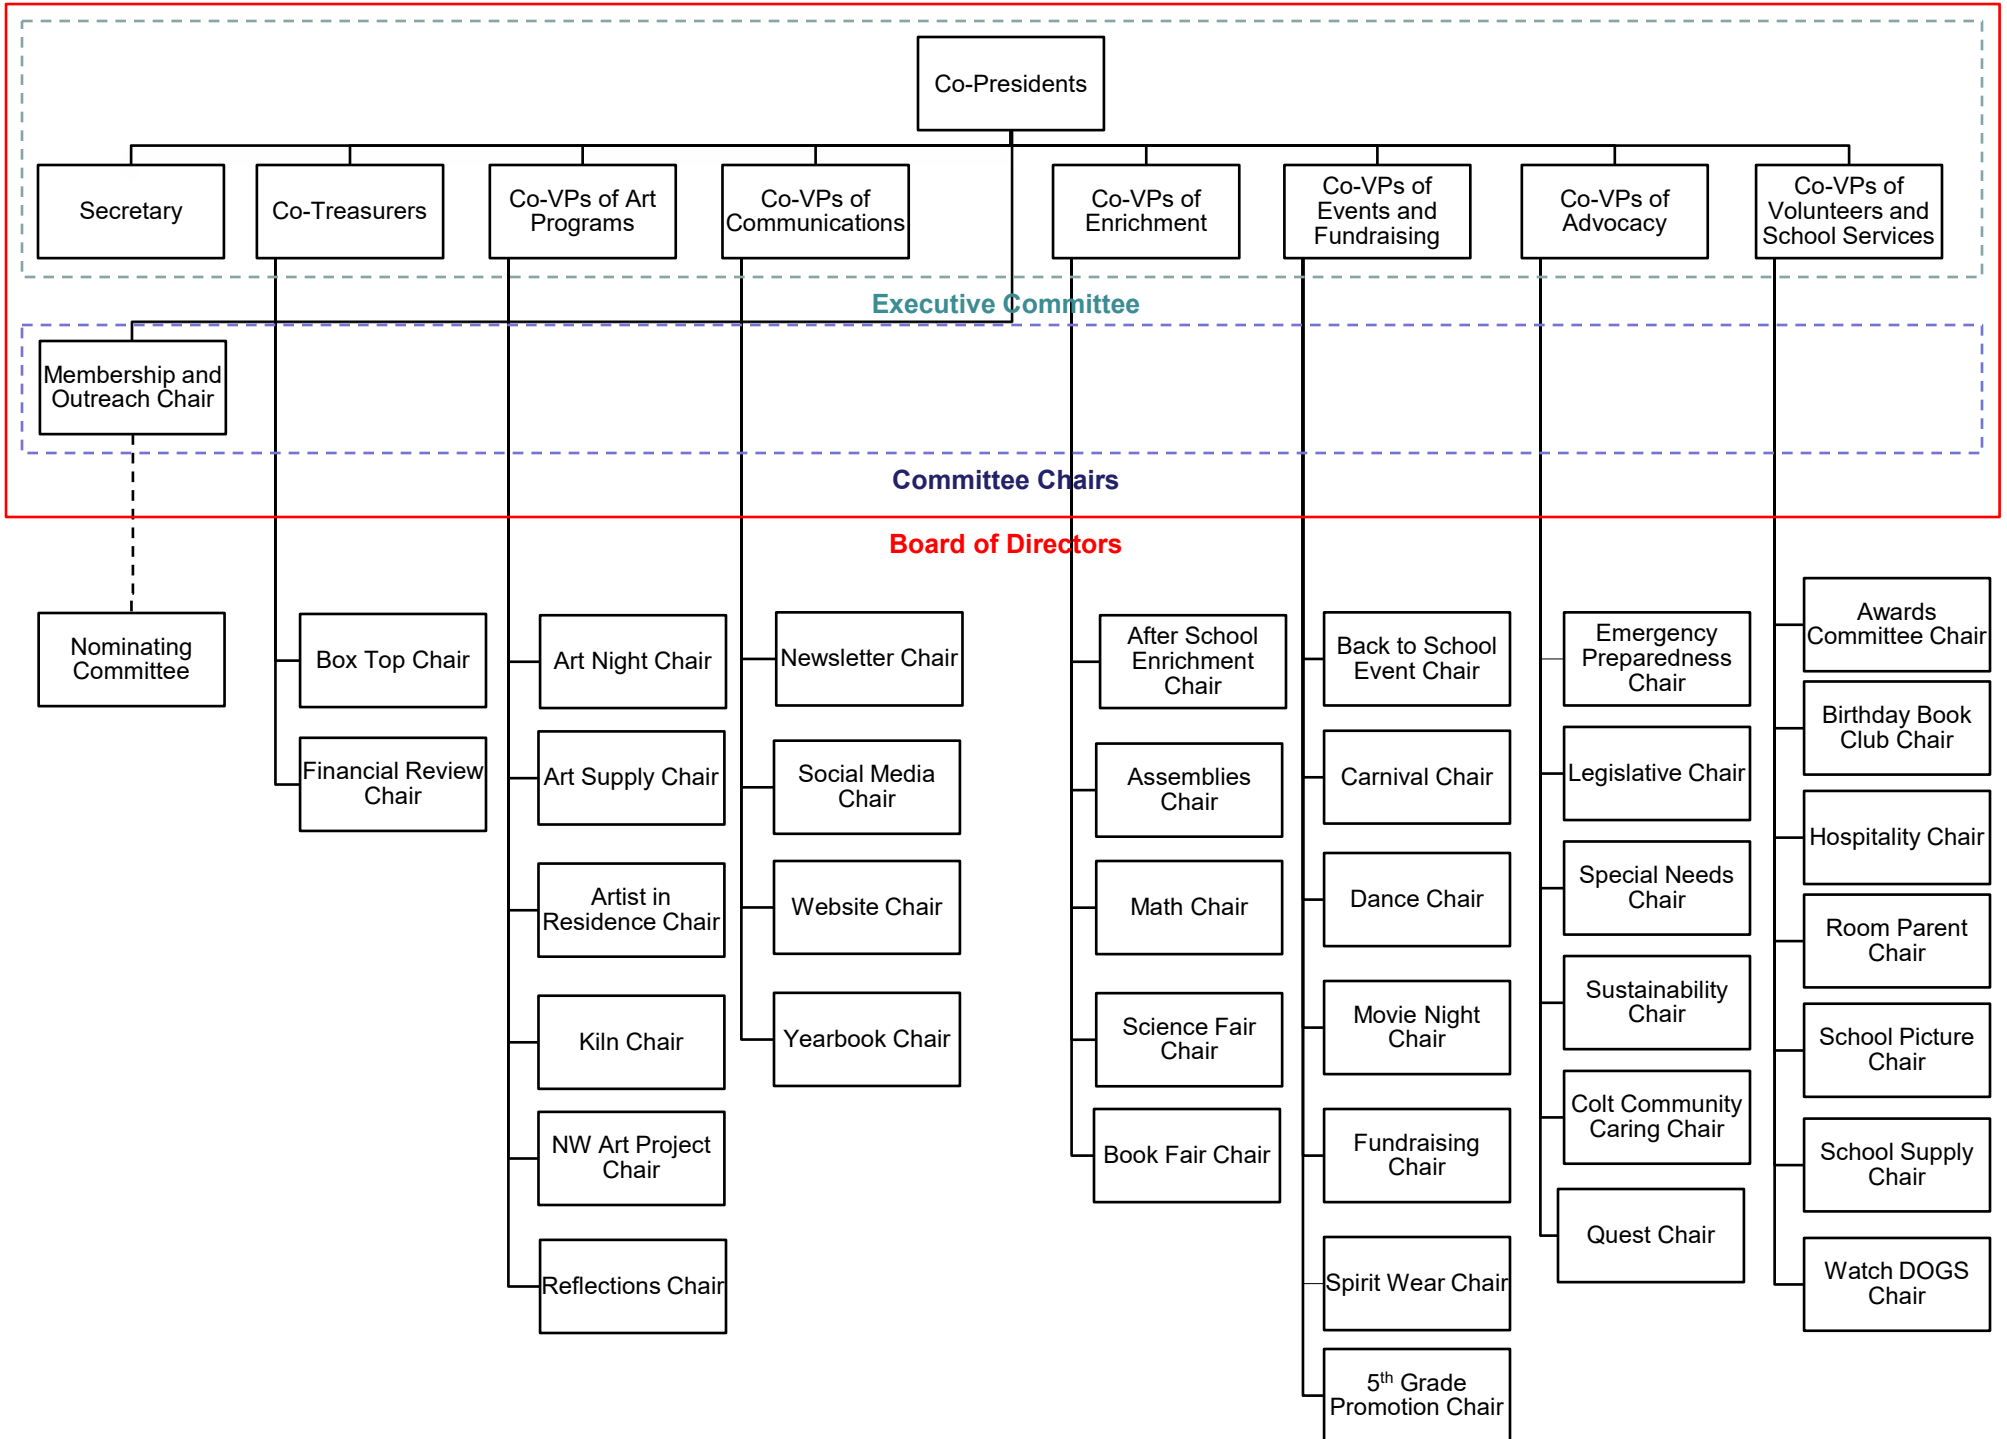 Co-Presidents
Secretary
Co-Treasurers
Co-VPs of Art
Programs
Co-VPs of
Communications
Co-VPs of
Enrichment
Co-VPs of
Events and
Fundraising
Co-VPs of
Advocacy
Co-VPs of
Volunteers and
School Services
Executive Committee
Membership and
Outreach Chair
Committee Chairs
Board of Directors
Nominating
Committee
Box Top Chair
Financial Review
Chair
Art Night Chair
Art Supply Chair
Artist in
Residence Chair
Kiln Chair
NW Art Project
Chair
Reflections Chair
Newsletter Chair
Social Media
Chair
Website Chair
Yearbook Chair
After School
Enrichment
Chair
Assemblies
Chair
Math Chair
Science Fair
Chair
Book Fair Chair
Back to School
Event Chair
Carnival Chair
Dance Chair
Movie Night
Chair
Fundraising
Chair
Spirit Wear Chair
5th Grade
Promotion Chair
Emergency
Preparedness
Chair
Legislative Chair
Special Needs
Chair
Sustainability
Chair
Colt Community
Caring Chair
Quest Chair
Awards
Committee Chair
Birthday Book
Club Chair
Hospitality Chair
Room Parent
Chair
School Picture
Chair
School Supply
Chair
Watch DOGS
Chair